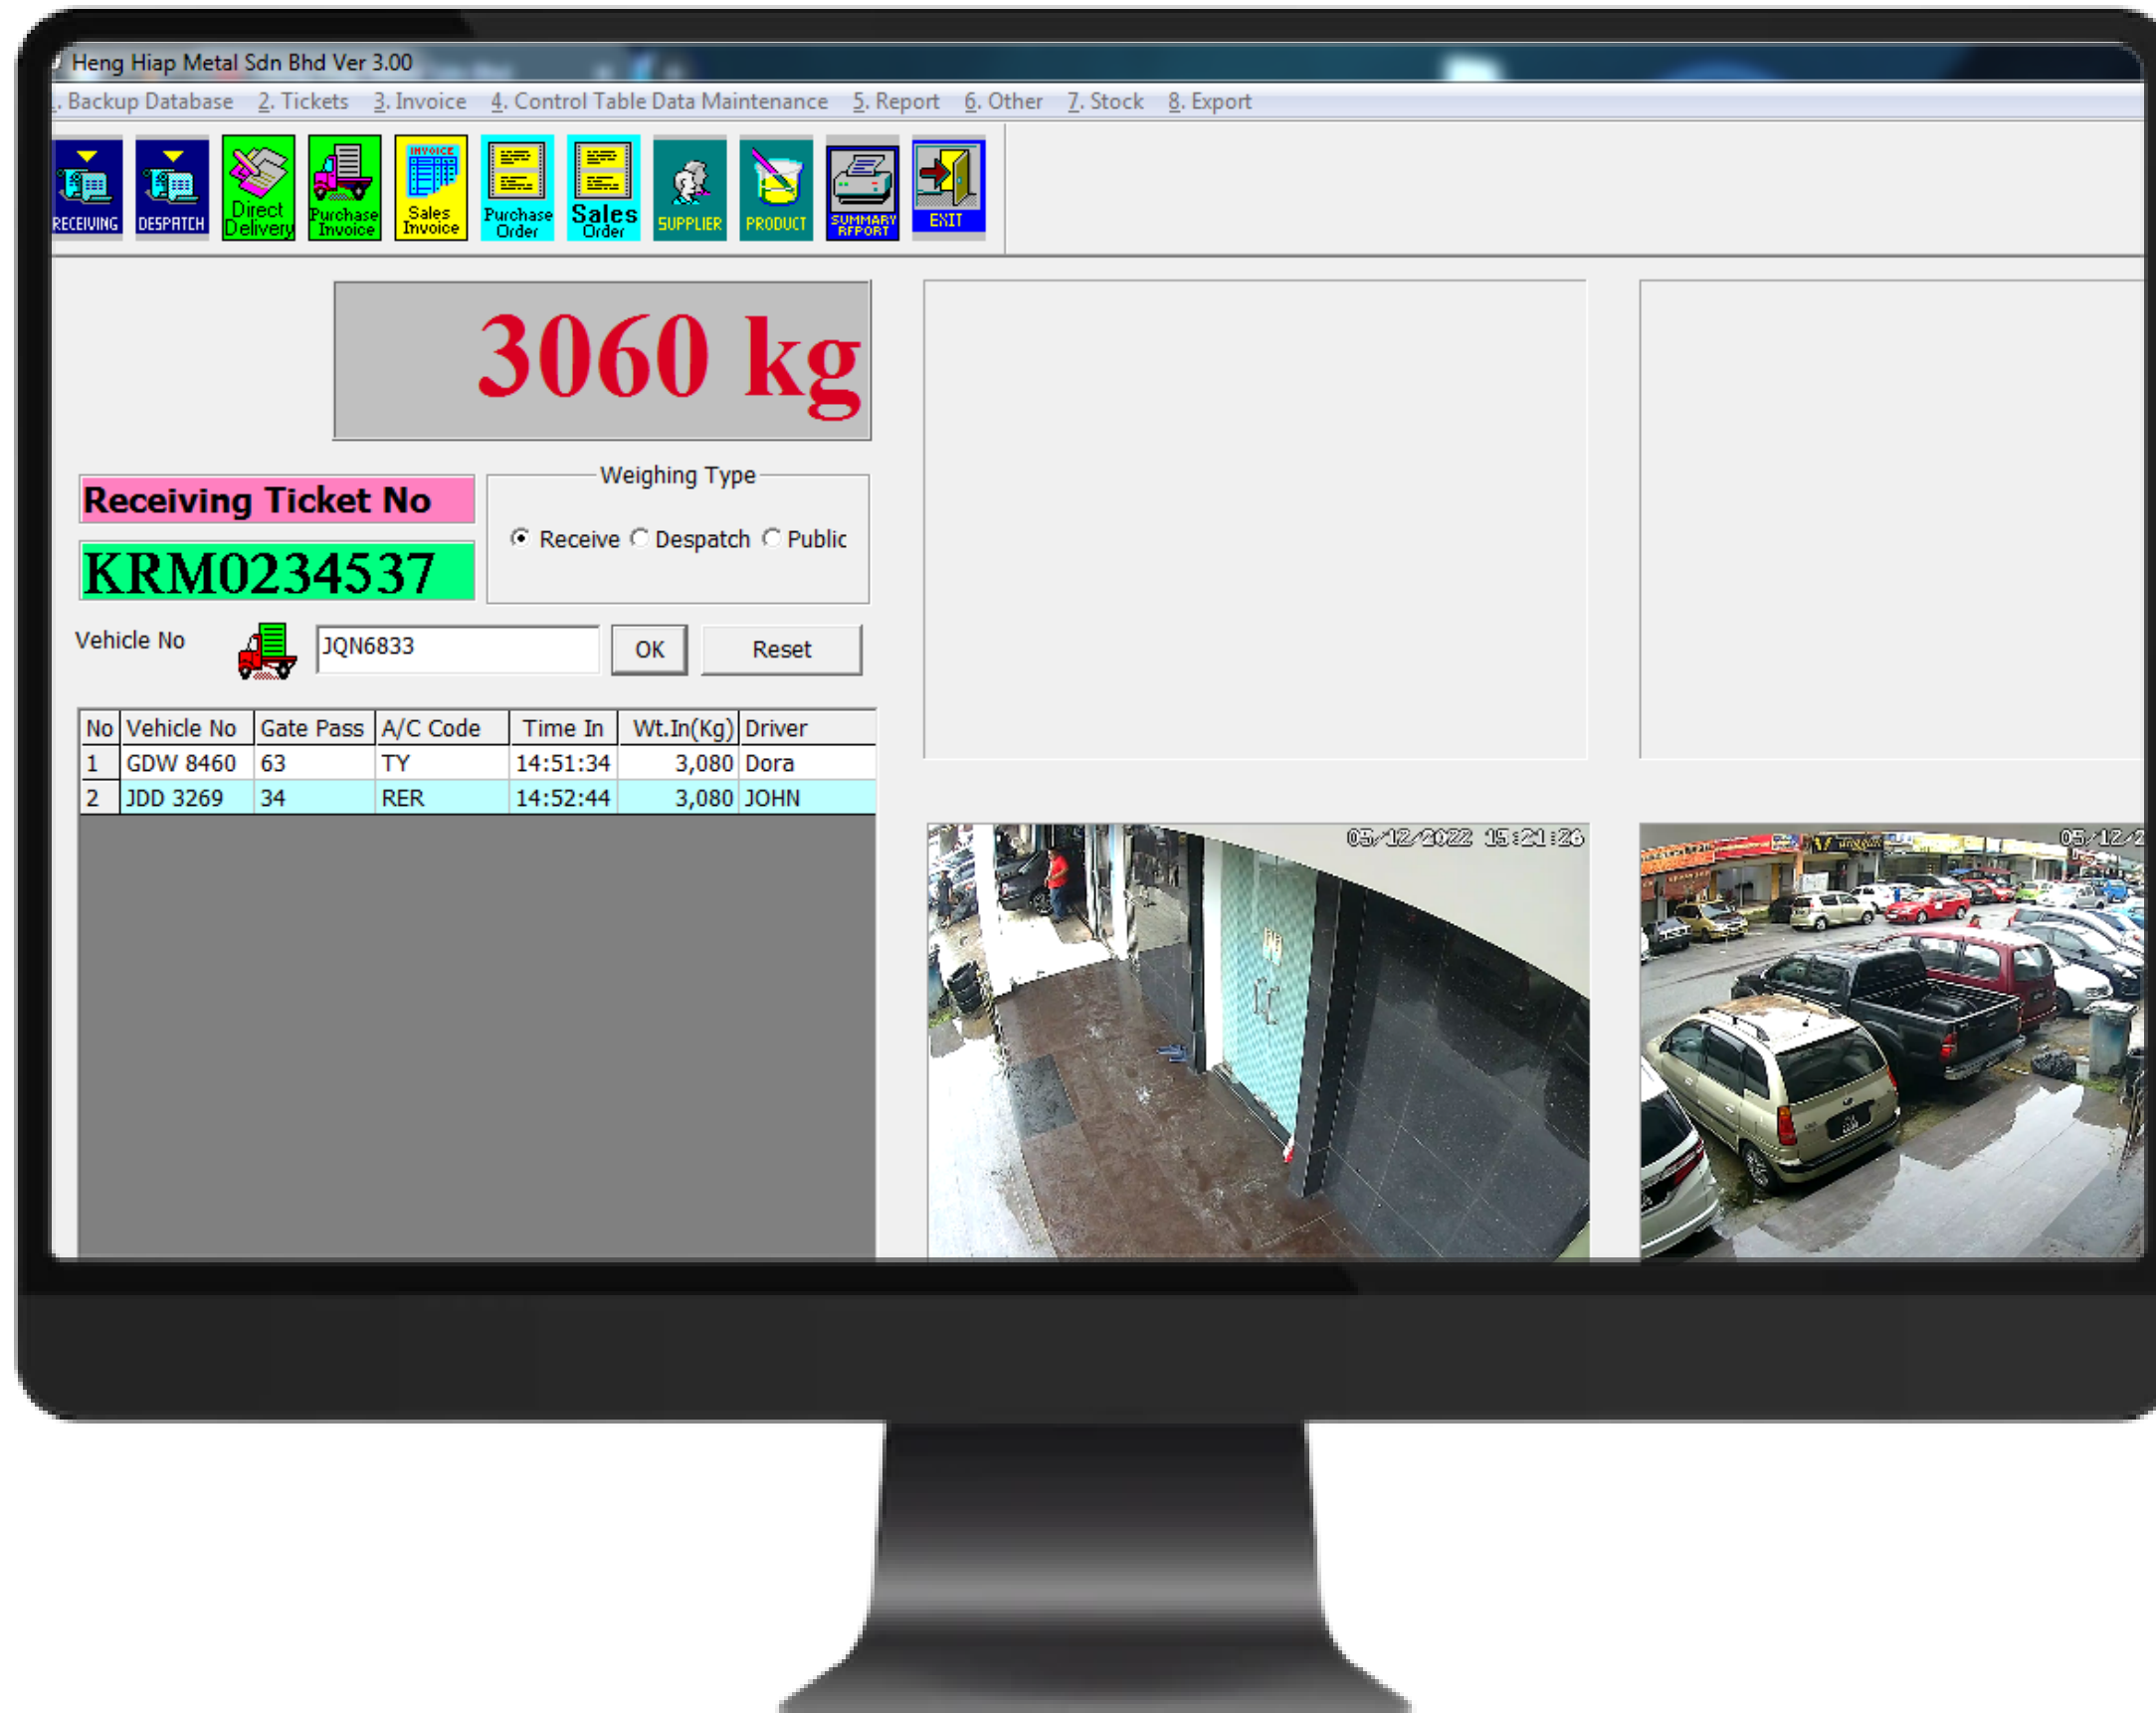 Heng Hiap Metal Sdn Bhd Ver 3.00
. Backup Database 2. Tickets 3. Invoice 4. Control Table Data Maintenance 5. Report 6. Other 7. Stock 8. Export
RECEIVING
DESPATCH
Direct
Delivery
Purchase
Invoice
INVOICE
Sales
Invoice
Purchase
Order
Sales
Order
SUPPLIER
PRODUCT
SUMMARY
REPORT
EXIT
3060 kg
Receiving Ticket No
Weighing Type
Receive Despatch Public
KRM0234537
Vehicle No JQN6833 OK Reset
No Vehicle No Gate Pass A/C Code Time In Wt.In(Kg) Driver
1 GDW 8460 63 TY 14:51:34 3,080 Dora
2 JDD 3269 34 RER 14:52:44 3,080 JOHN
05/12/2022 15:21:26
05/12/2